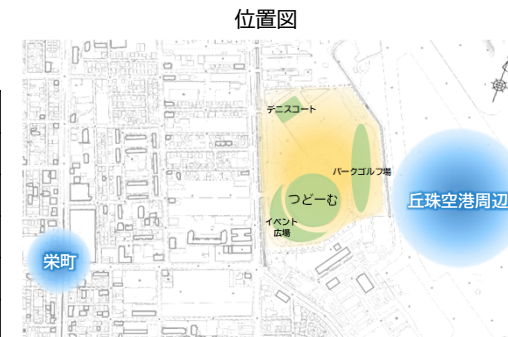 位置図
テニスコート
パークゴルフ場
つどーむ
イベント
広場
丘珠空港周辺
栄町